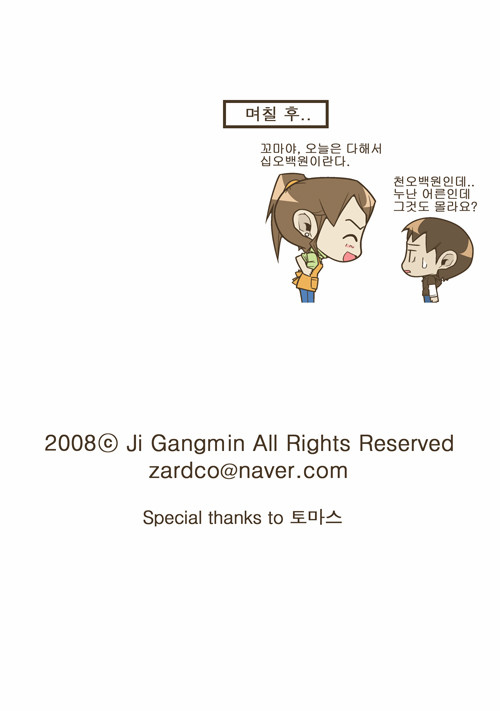 며칠 후..
꼬마야, 오늘은 다해서
십오백원이란다.
천오백원인데..
누난 어른인데
그것도 몰라요?
2008ⓒ Ji Gangmin All Rights Reserved
zardco@naver.com
Special thanks to 토마스